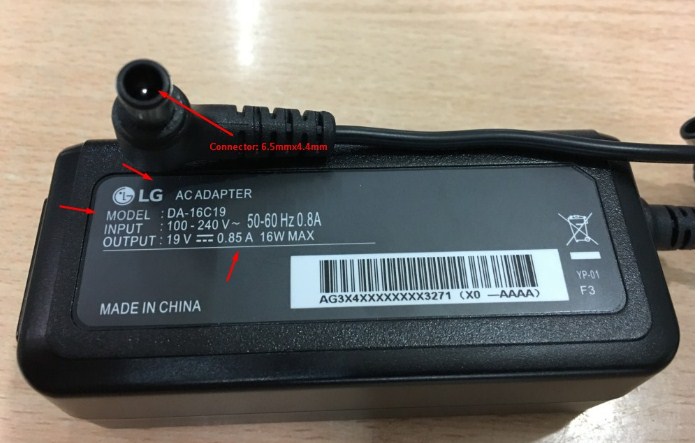 Connector: 6.5mmx4.4mm
LG AC ADAPTER
MODEL : DA-16C19
INPUT : 100 - 240 V~ 50-60 Hz 0.8A
OUTPUT : 19 V ⎓ 0.85 A 16W MAX
YP-01
F3
AG3X4XXXXXXXX3271 (X0 —AAAA)
MADE IN CHINA